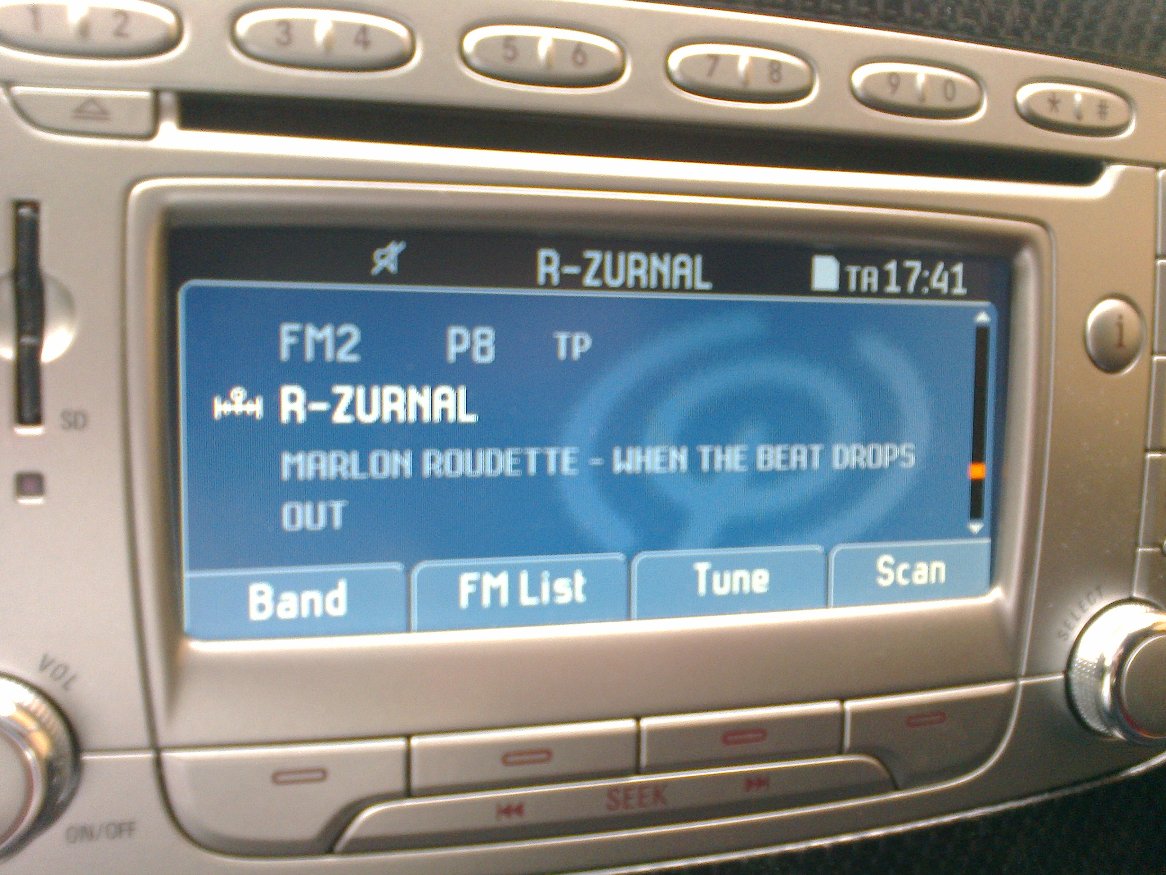 1 2 3 4 5 6 7 8 9 0 * #
R-ZURNAL TA 17:41
i
FM2 P8 TP
R-ZURNAL
SD
MARLON ROUDETTE - WHEN THE BEAT DROPS
OUT
Band FM List Tune Scan
SELECT
VOL
SEEK
ON/OFF